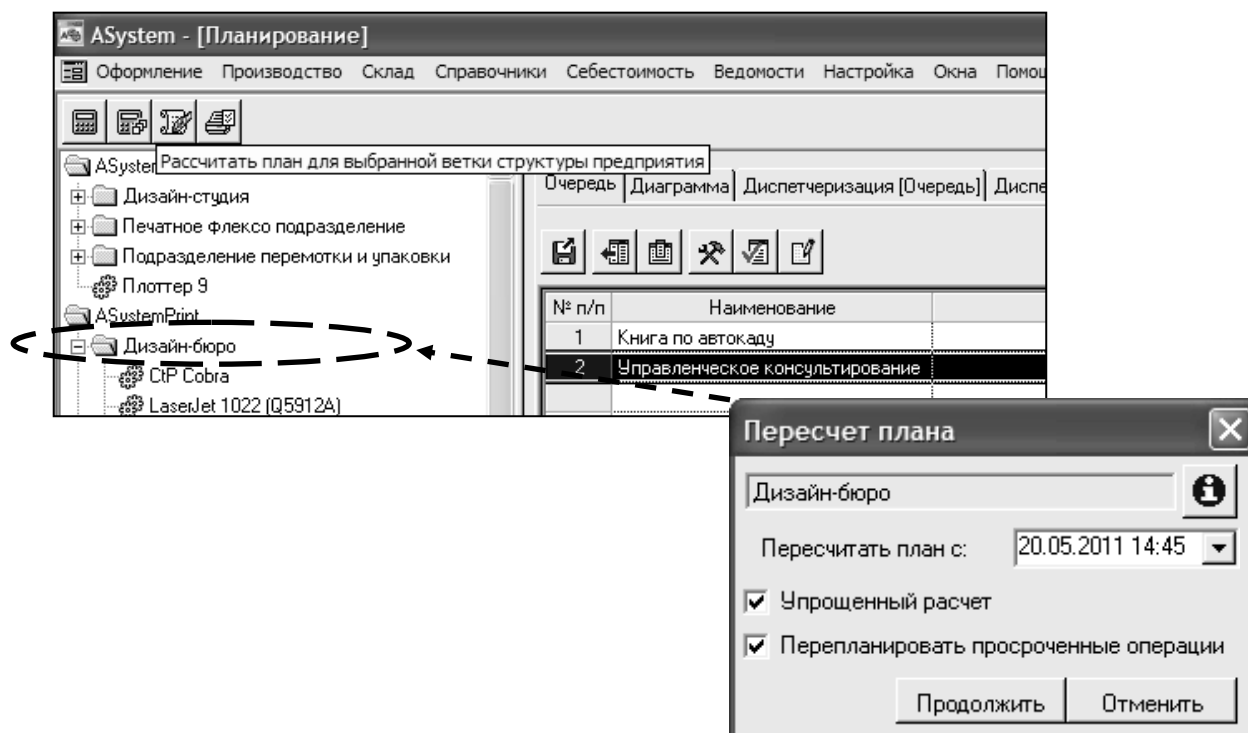 ASystem - [Планирование]
Оформление Производство Склад Справочники Себестоимость Ведомости Настройка Окна
Рассчитать план для выбранной ветки структуры предприятия
Дизайн-студия
Печатное флексо подразделение
Подразделение перемотки и упаковки
Плоттер 9
ASystemPrint
Дизайн-бюро
CtP Cobra
LaserJet 1022 (Q5912A)
Очередь Диаграмма Диспетчеризация [Очередь]
№ п/п Наименование
1 Книга по автокаду
2 Управленческое консультирование
Пересчет плана
Дизайн-бюро
Пересчитать план с: 20.05.2011 14:45
Упрощенный расчет
Перепланировать просроченные операции
Продолжить Отменить